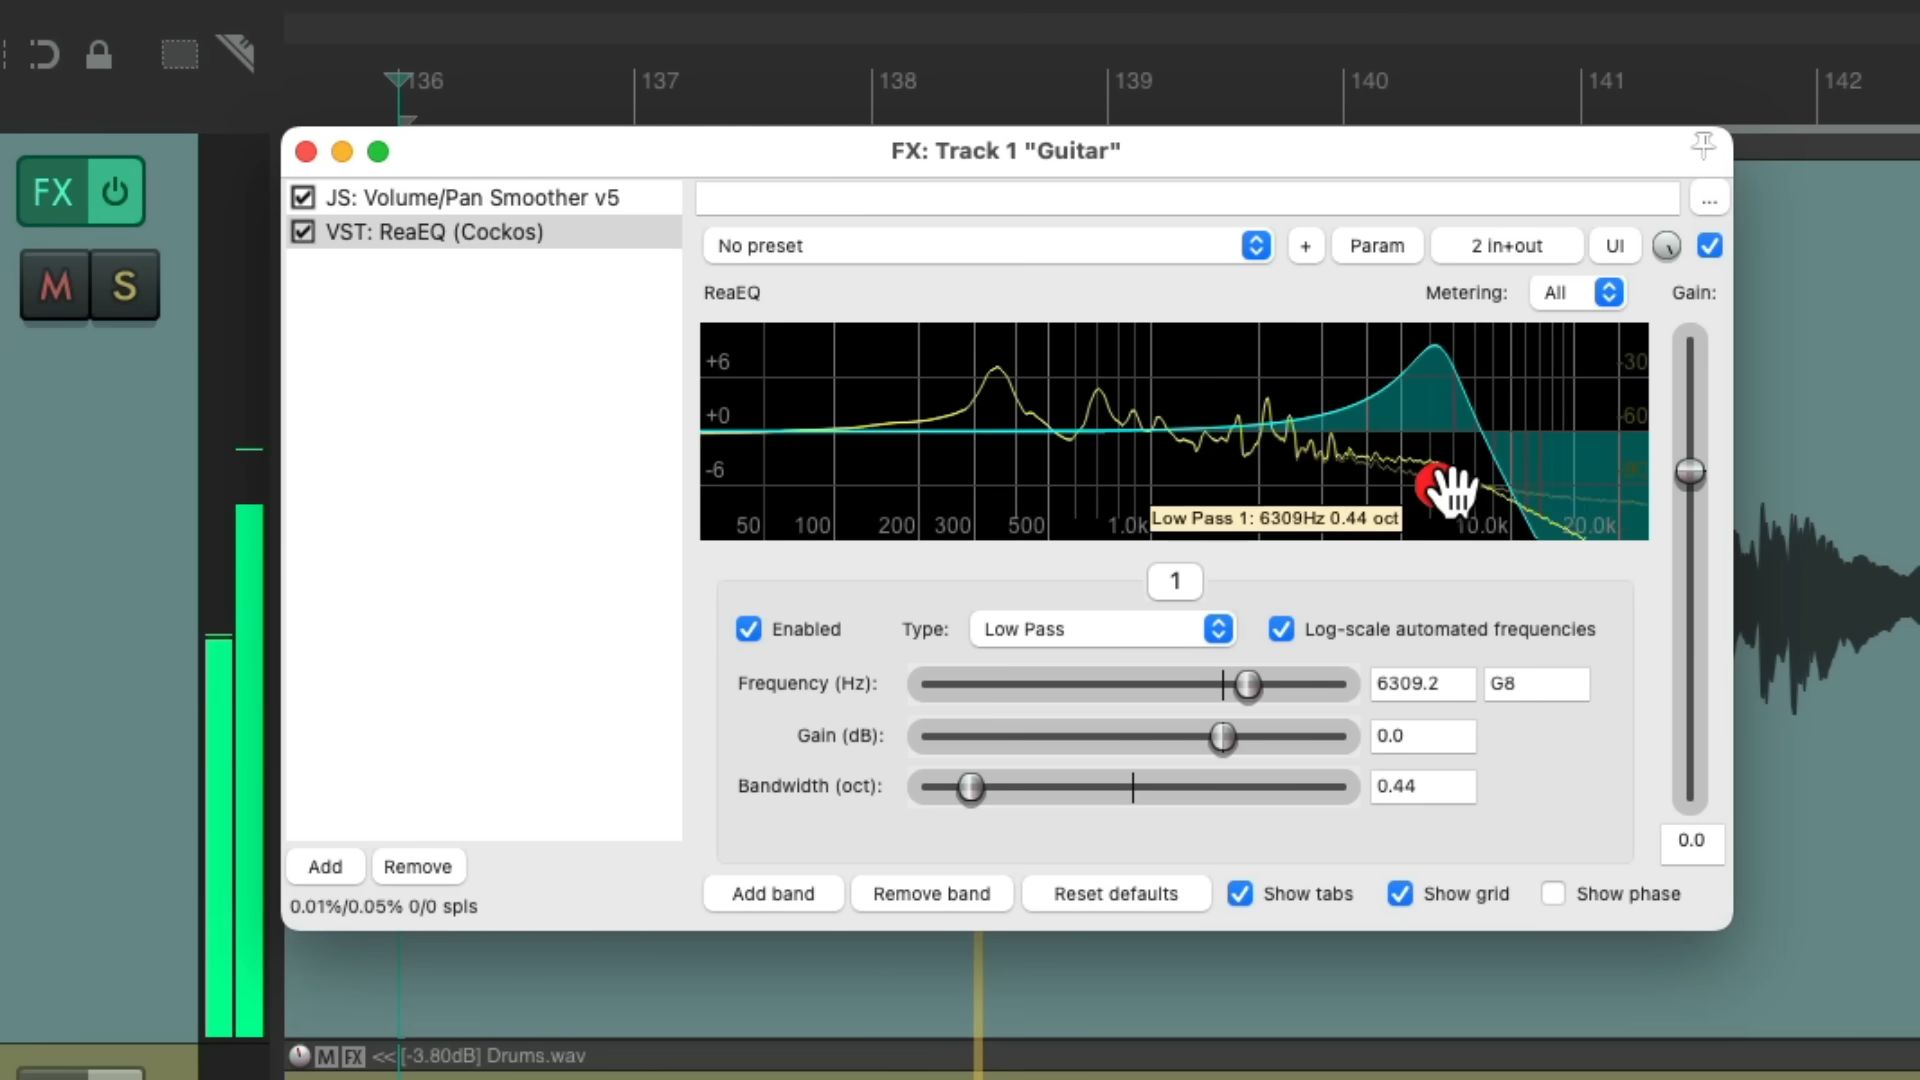 136 137 138 139 140 141 142
FX: Track 1 "Guitar"
FX
M S
JS: Volume/Pan Smoother v5
VST: ReaEQ (Cockos)
...
No preset + Param 2 in+out UI
ReaEQ Metering: All Gain:
+6 -30
+0 -60
-6
50 100 200 300 500 1.0k 10.0k 20.0k
Low Pass 1: 6309Hz 0.44 oct
1
Enabled Type: Low Pass Log-scale automated frequencies
Frequency (Hz): 6309.2 G8
Gain (dB): 0.0
Bandwidth (oct): 0.44
0.0
Add Remove
Add band Remove band Reset defaults Show tabs Show grid Show phase
0.01%/0.05% 0/0 spls
M FX <<[-3.80dB] Drums.wav